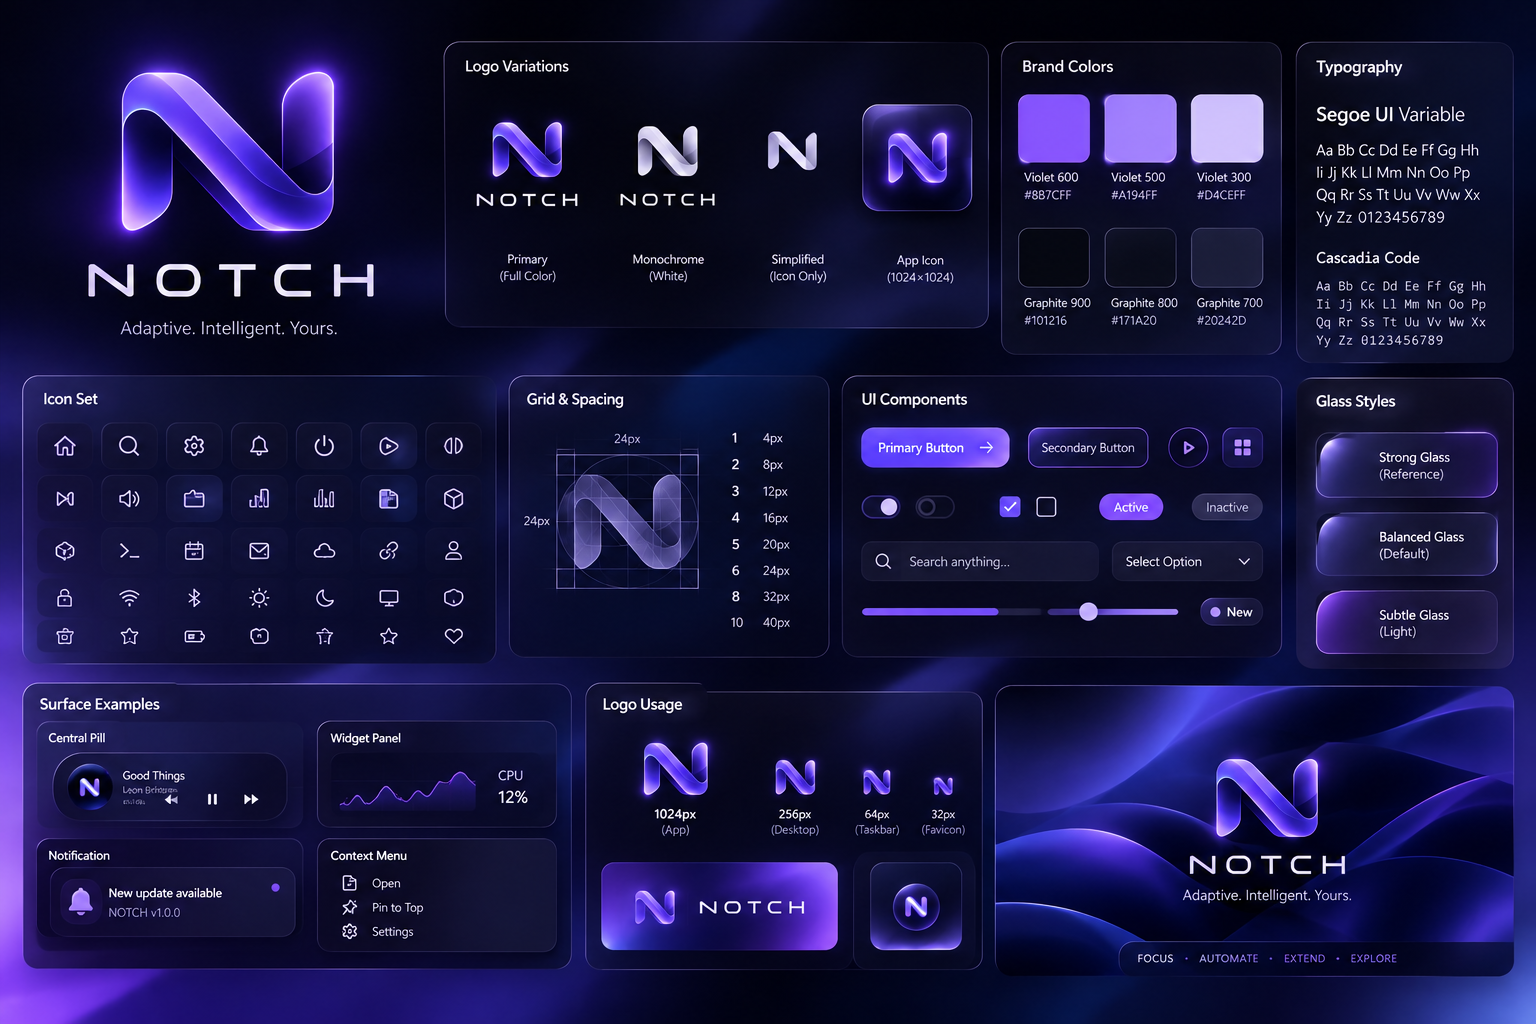 NOTCH
Adaptive. Intelligent. Yours.
Logo Variations
NOTCH
Primary
(Full Color)
NOTCH
Monochrome
(White)
Simplified
(Icon Only)
App Icon
(1024×1024)
Brand Colors
Violet 600
#8B7CFF
Violet 500
#A194FF
Violet 300
#D4CEFF
Graphite 900
#101216
Graphite 800
#171A20
Graphite 700
#20242D
Typography
Segoe UI Variable
Aa Bb Cc Dd Ee Ff Gg Hh
Ii Jj Kk Ll Mm Nn Oo Pp
Qq Rr Ss Tt Uu Vv Ww Xx
Yy Zz 0123456789
Cascadia Code
Aa Bb Cc Dd Ee Ff Gg Hh
Ii Jj Kk Ll Mm Nn Oo Pp
Qq Rr Ss Tt Uu Vv Ww Xx
Yy Zz 0123456789
Icon Set
Grid & Spacing
24px
24px
1 4px
2 8px
3 12px
4 16px
5 20px
6 24px
8 32px
10 40px
UI Components
Primary Button
Secondary Button
Active
Inactive
Search anything...
Select Option
New
Glass Styles
Strong Glass
(Reference)
Balanced Glass
(Default)
Subtle Glass
(Light)
Surface Examples
Central Pill
Good Things
Widget Panel
CPU
12%
Notification
New update available
NOTCH v1.0.0
Context Menu
Open
Pin to Top
Settings
Logo Usage
1024px
(App)
256px
(Desktop)
64px
(Taskbar)
32px
(Favicon)
NOTCH
NOTCH
Adaptive. Intelligent. Yours.
FOCUS • AUTOMATE • EXTEND • EXPLORE